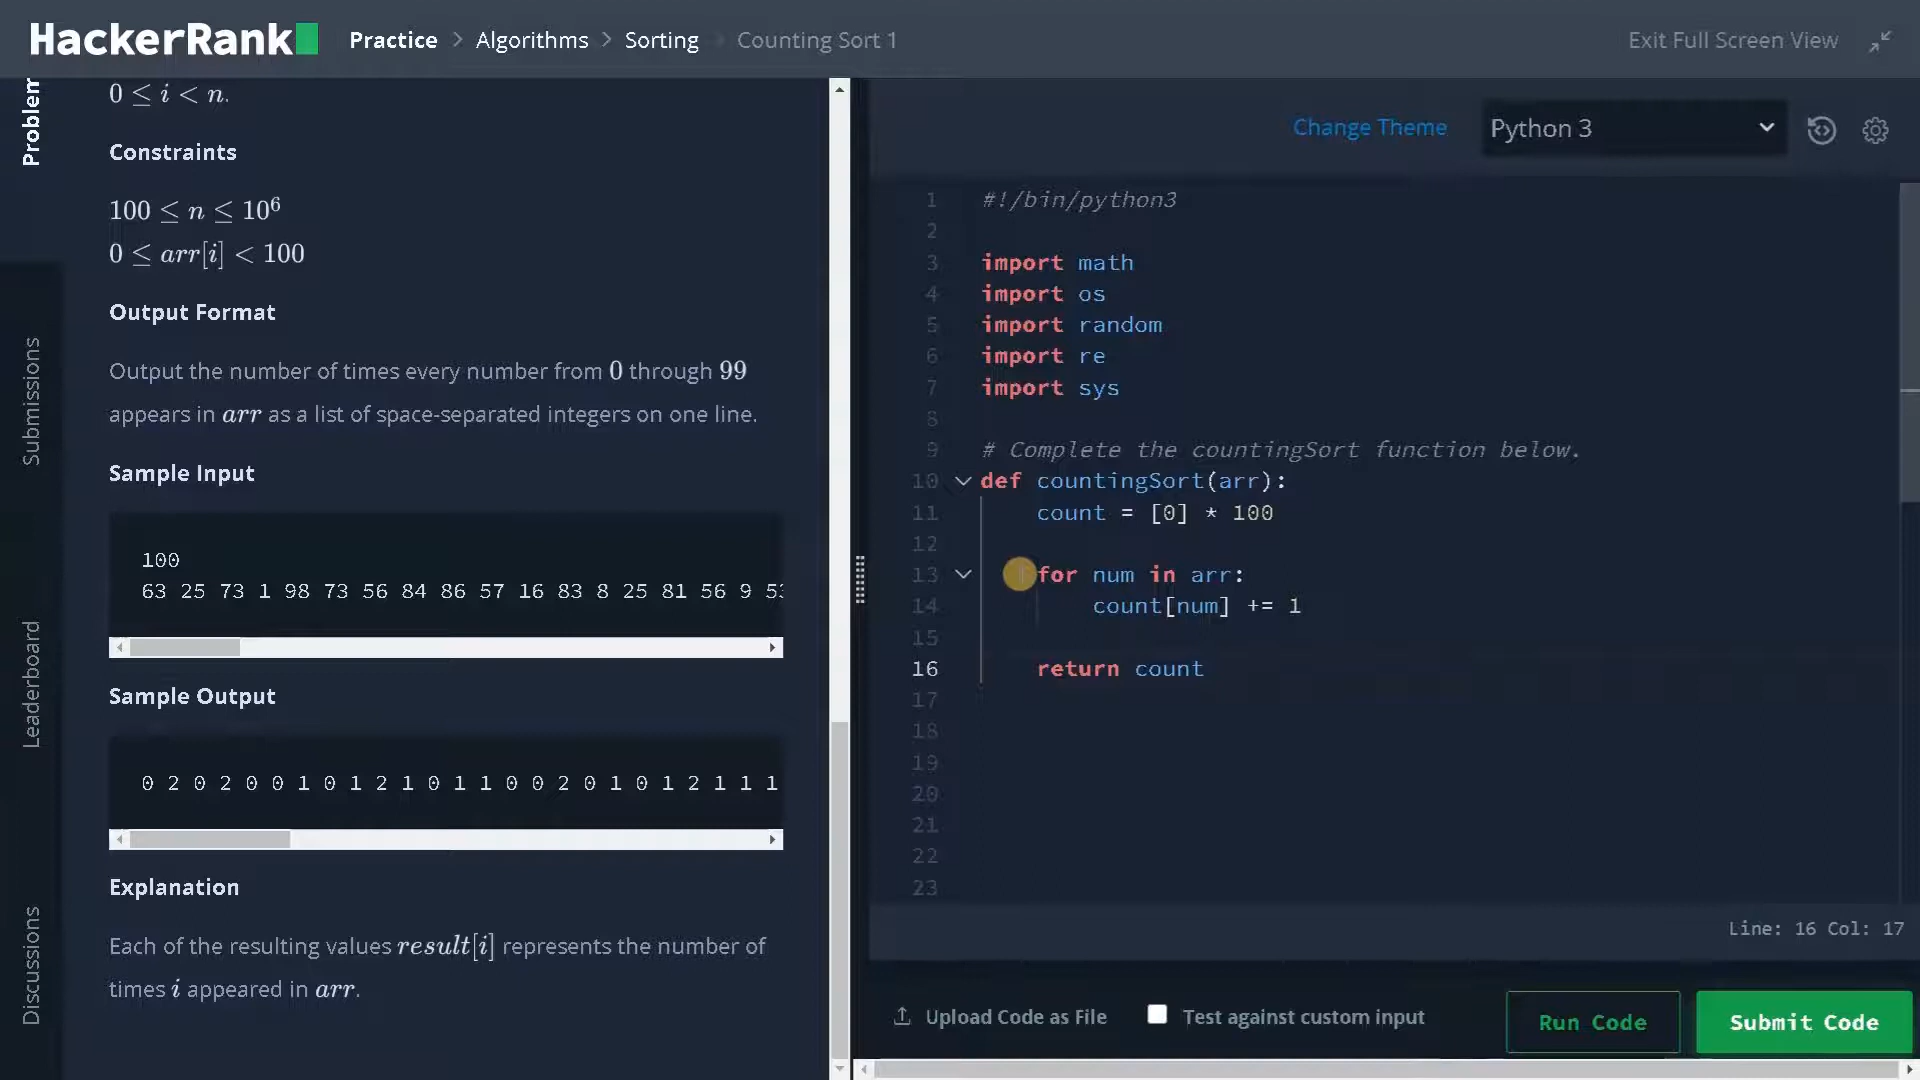 HackerRank Practice > Algorithms > Sorting > Counting Sort 1 Exit Full Screen View
Problem
Submissions
Leaderboard
Discussions
0 ≤ i < n.
Constraints
100 ≤ n ≤ 10⁶
0 ≤ arr[i] < 100
Output Format
Output the number of times every number from 0 through 99
appears in arr as a list of space-separated integers on one line.
Sample Input
100
63 25 73 1 98 73 56 84 86 57 16 83 8 25 81 56 9 53
Sample Output
0 2 0 2 0 0 1 0 1 2 1 0 1 1 0 0 2 0 1 0 1 2 1 1 1
Explanation
Each of the resulting values result[i] represents the number of
times i appeared in arr.
Change Theme Python 3
1 #!/bin/python3
2
3 import math
4 import os
5 import random
6 import re
7 import sys
8
9 # Complete the countingSort function below.
10 def countingSort(arr):
11 count = [0] * 100
12
13 for num in arr:
14 count[num] += 1
15
16 return count
17
18
19
20
21
22
23
Line: 16 Col: 17
Upload Code as File Test against custom input Run Code Submit Code